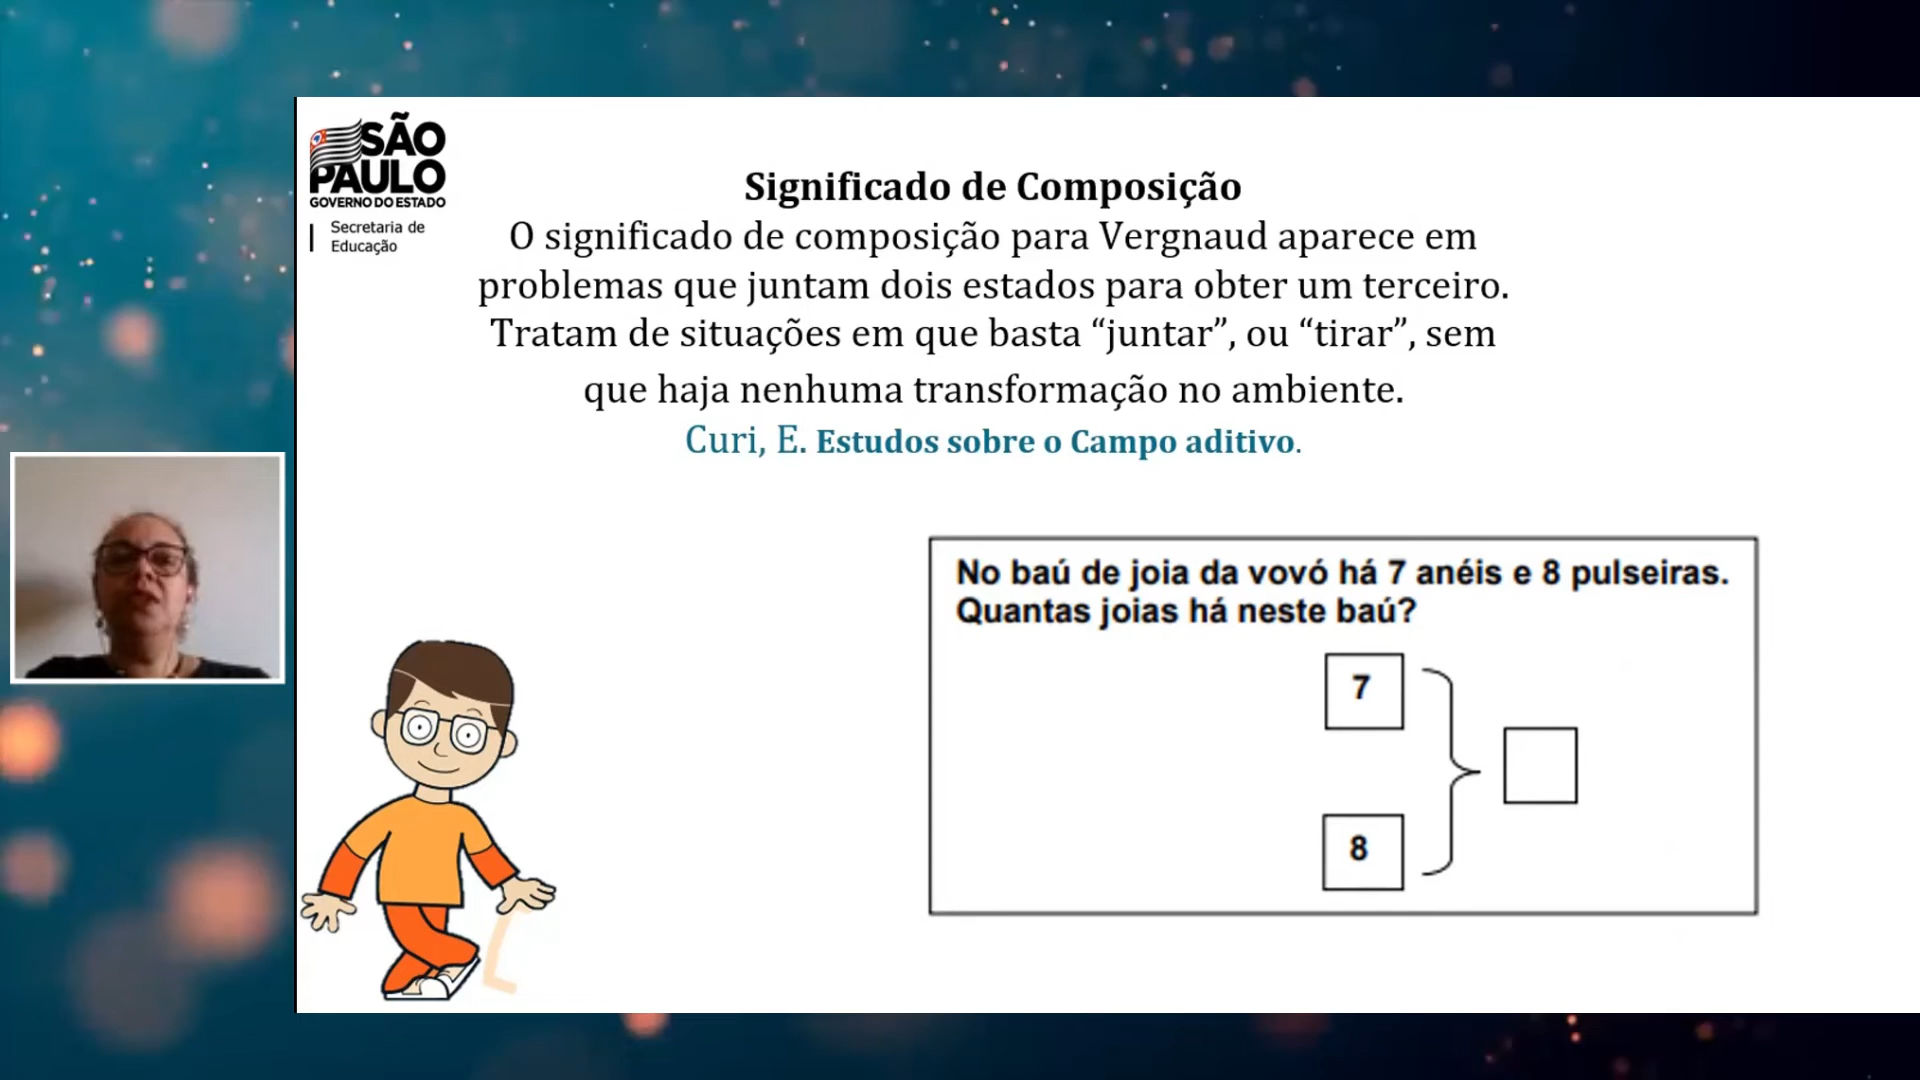 SÃO
PAULO
GOVERNO DO ESTADO
Secretaria de
Educação
Significado de Composição
O significado de composição para Vergnaud aparece em
problemas que juntam dois estados para obter um terceiro.
Tratam de situações em que basta “juntar”, ou “tirar”, sem
que haja nenhuma transformação no ambiente.
Curi, E. Estudos sobre o Campo aditivo.
No baú de joia da vovó há 7 anéis e 8 pulseiras.
Quantas joias há neste baú?
7
8